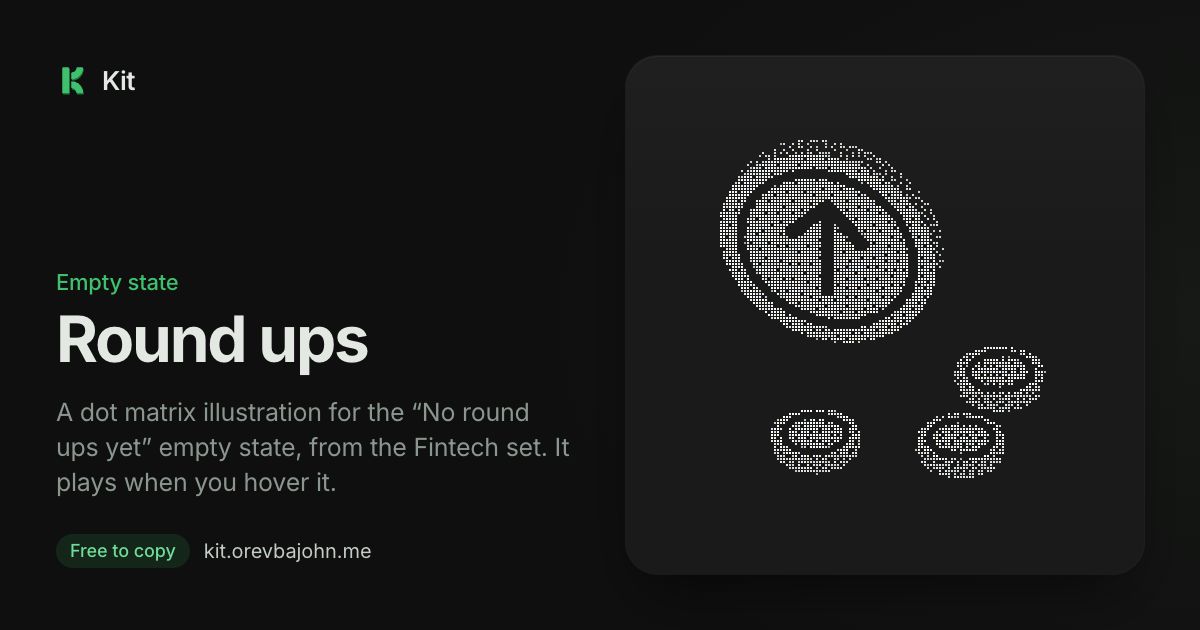 Kit
Empty state
Round ups
A dot matrix illustration for the “No round
ups yet” empty state, from the Fintech set. It
plays when you hover it.
Free to copy
kit.orevbajohn.me